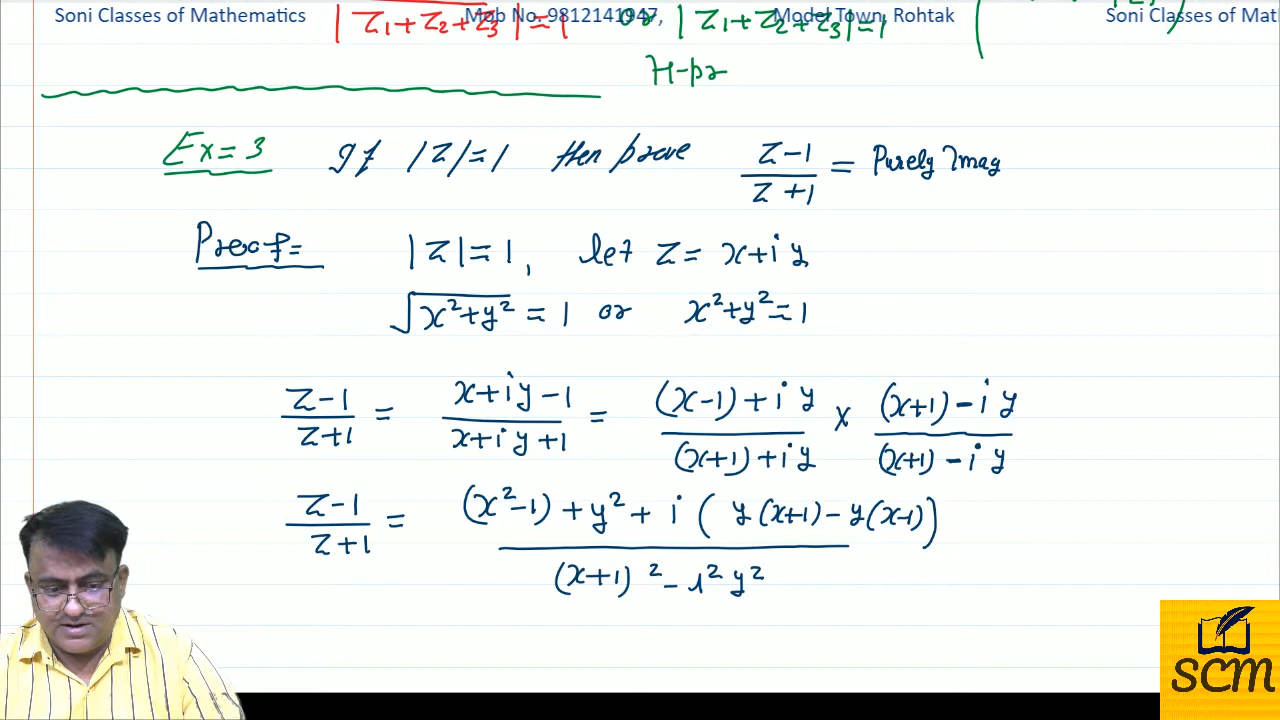 Soni Classes of Mathematics Mob No. 9812141947, Model Town, Rohtak Soni Classes of Mat
|Z1+Z2+Z3|=1 or |Z1+Z2+Z3|=1
H-pr
Ex=3 If |Z|=1 then prove (Z-1)/(Z+1) = Purely Imag
Proof= |Z|=1, let Z= x+iy
√(x²+y²) = 1 or x²+y²=1
(Z-1)/(Z+1) = (x+iy-1)/(x+iy+1) = ((x-1)+iy)/((x+1)+iy) × ((x+1)-iy)/((x+1)-iy)
(Z-1)/(Z+1) = ((x²-1)+y²+i(y(x+1)-y(x-1)))/((x+1)²-i²y²)
SCM